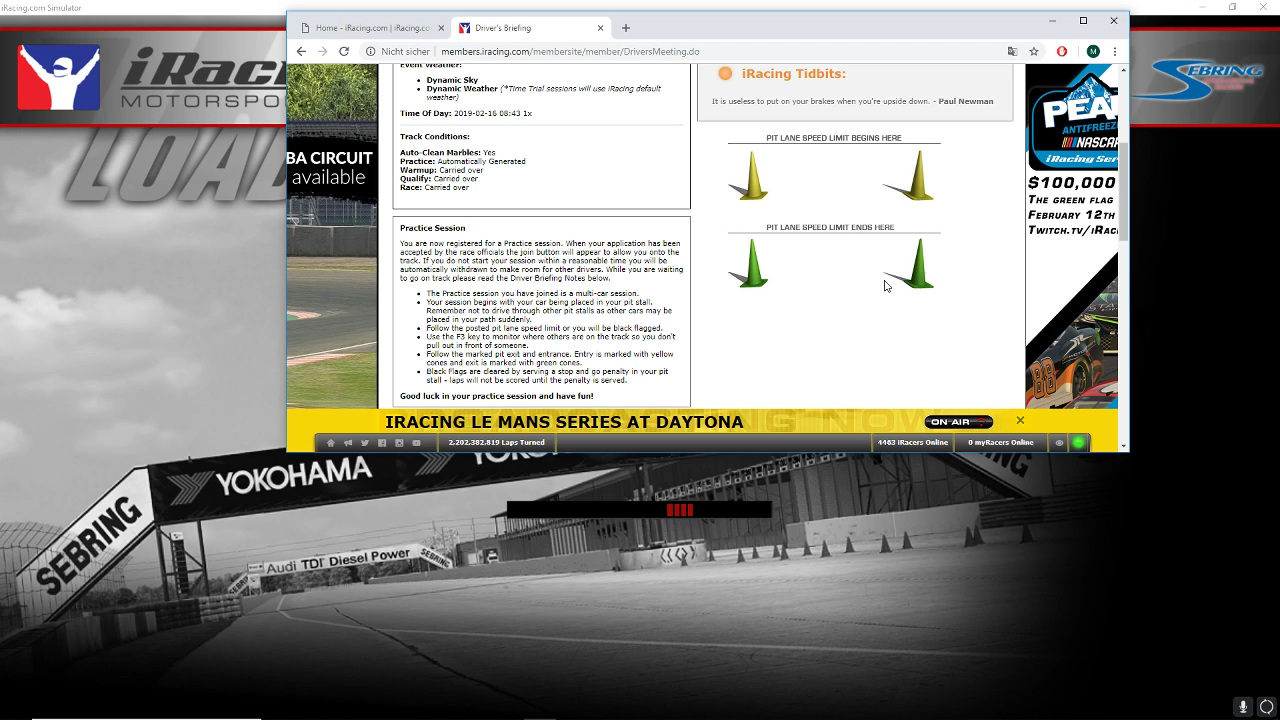 iRacing.com Simulator
Home - iRacing.com | iRacing.co
Driver's Briefing
Nicht sicher
members.iracing.com/membersite/member/DriversMeeting.do
M
MOTORSPOR
SEBRING
LOAD
BA CIRCUIT
available
Event Weather:
Dynamic Sky
Dynamic Weather (*Time Trial sessions will use iRacing default
weather)
Time Of Day: 2019-02-16 08:43 1x
Track Conditions:
Auto-Clean Marbles: Yes
Practice: Automatically Generated
Warmup: Carried over
Qualify: Carried over
Race: Carried over
Practice Session
You are now registered for a Practice session. When your application has been
accepted by the race officials the join button will appear to allow you onto the
track. If you do not start your session within a reasonable time you will be
automatically withdrawn to make room for other drivers. While you are waiting
to go on track please read the Driver Briefing Notes below.
The Practice session you have joined is a multi-car session.
Your session begins with your car being placed in your pit stall.
Remember not to drive through other pit stalls as other cars may be
placed in your path suddenly.
Follow the posted pit lane speed limit or you will be black flagged.
Use the F3 key to monitor where others are on the track so you don't
pull out in front of someone.
Follow the marked pit exit and entrance. Entry is marked with yellow
cones and exit is marked with green cones.
Black Flags are cleared by serving a stop and go penalty in your pit
stall - laps will not be scored until the penalty is served.
Good luck in your practice session and have fun!
iRacing Tidbits:
It is useless to put on your brakes when you're upside down. - Paul Newman
PIT LANE SPEED LIMIT BEGINS HERE
PIT LANE SPEED LIMIT ENDS HERE
PEA
ANTIFREEZ
NASCAR
iRacing Ser
$100,000
THE GREEN FLAG
FEBRUARY 12TH
TWITCH.TV/IRAC
88
IRACING LE MANS SERIES AT DAYTONA
ON AIR
2,202,382,819 Laps Turned
4463 iRacers Online
0 myRacers Online
YOKOHAMA
SEBRING
Audi TDI Diesel Power
SEBRING